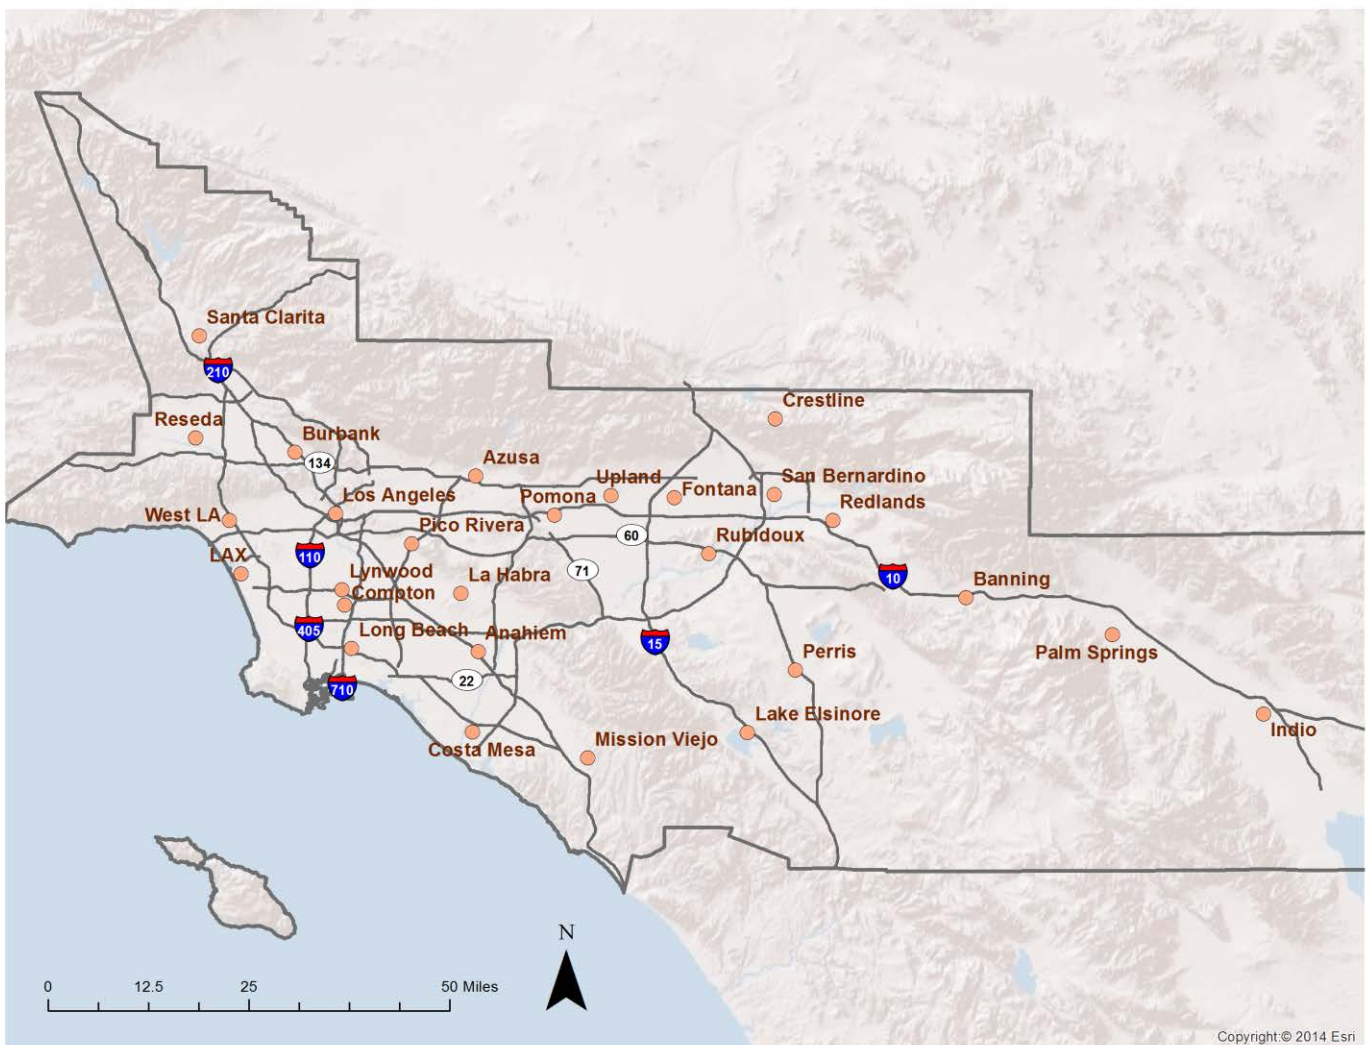 Santa Clarita
210
Crestline
Reseda
Burbank
134
Azusa
Upland
San Bernardino
Los Angeles
Pomona
Fontana
Redlands
West LA
Pico Rivera
60
Rubidoux
LAX
110
Lynwood
La Habra
71
10
Banning
Compton
405
Long Beach
Anahiem
15
Perris
Palm Springs
710
22
Lake Elsinore
Costa Mesa
Mission Viejo
Indio
N
0 12.5 25 50 Miles
Copyright:© 2014 Esri